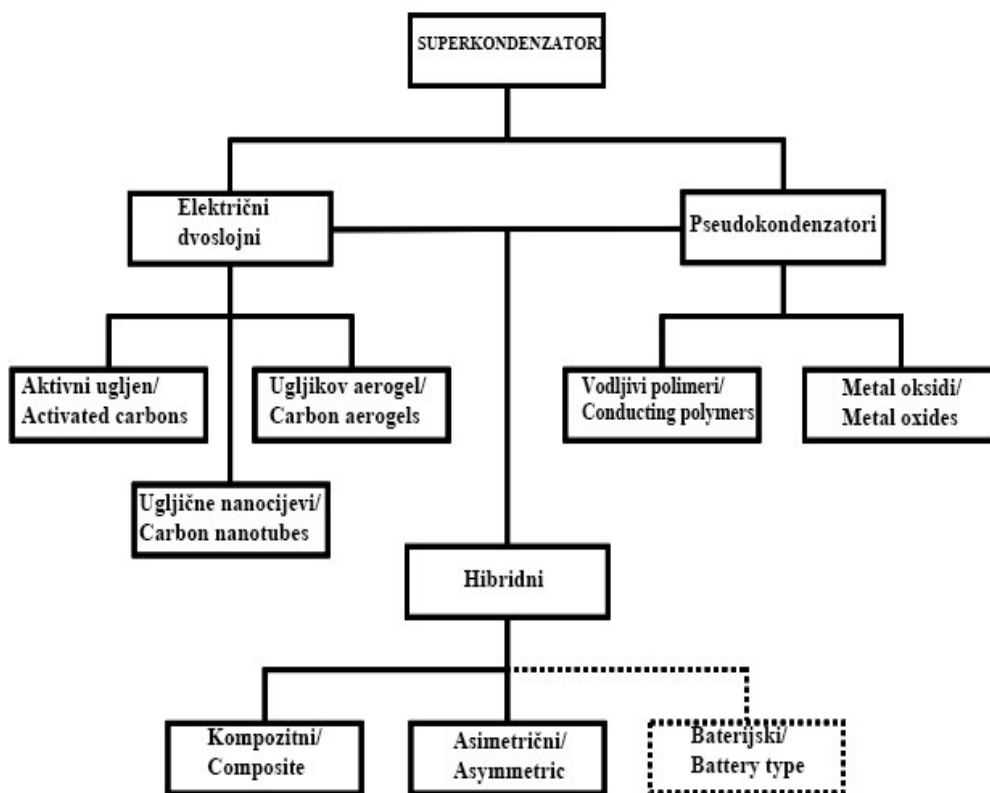 SUPERKONDENZATORI
Električni
dvoslojni
Pseudokondenzatori
Aktivni ugljen/
Activated carbons
Ugljikov aerogel/
Carbon aerogels
Vodljivi polimeri/
Conducting polymers
Metal oksidi/
Metal oxides
Ugljične nanocijevi/
Carbon nanotubes
Hibridni
Kompozitni/
Composite
Asimetrični/
Asymmetric
Baterijski/
Battery type